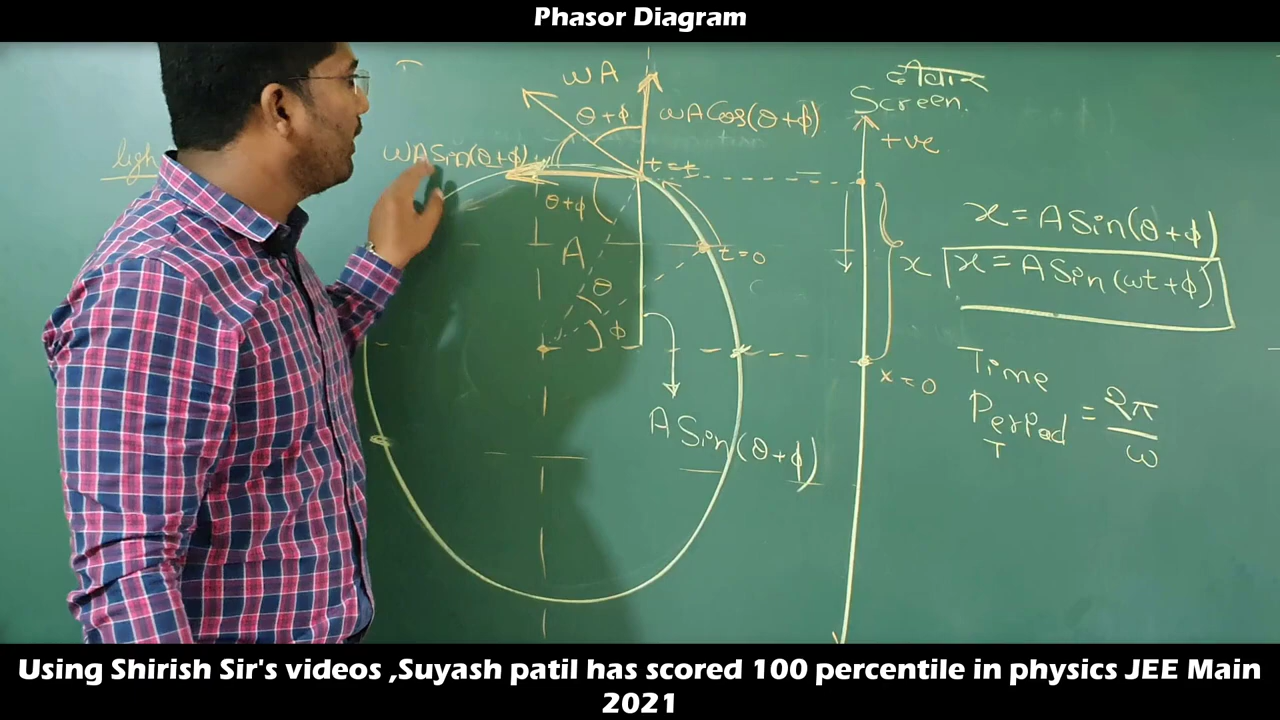 Phasor Diagram
ωA
θ+φ
ωACos(θ+φ)
ωASin(θ+φ)
t=t
θ+φ
A
t=0
θ
φ
ASin(θ+φ)
Screen.
+ve
x
x=0
x=ASin(θ+φ)
x=ASin(ωt+φ)
Time
Period = 2π
T ω
Using Shirish Sir's videos ,Suyash patil has scored 100 percentile in physics JEE Main
2021